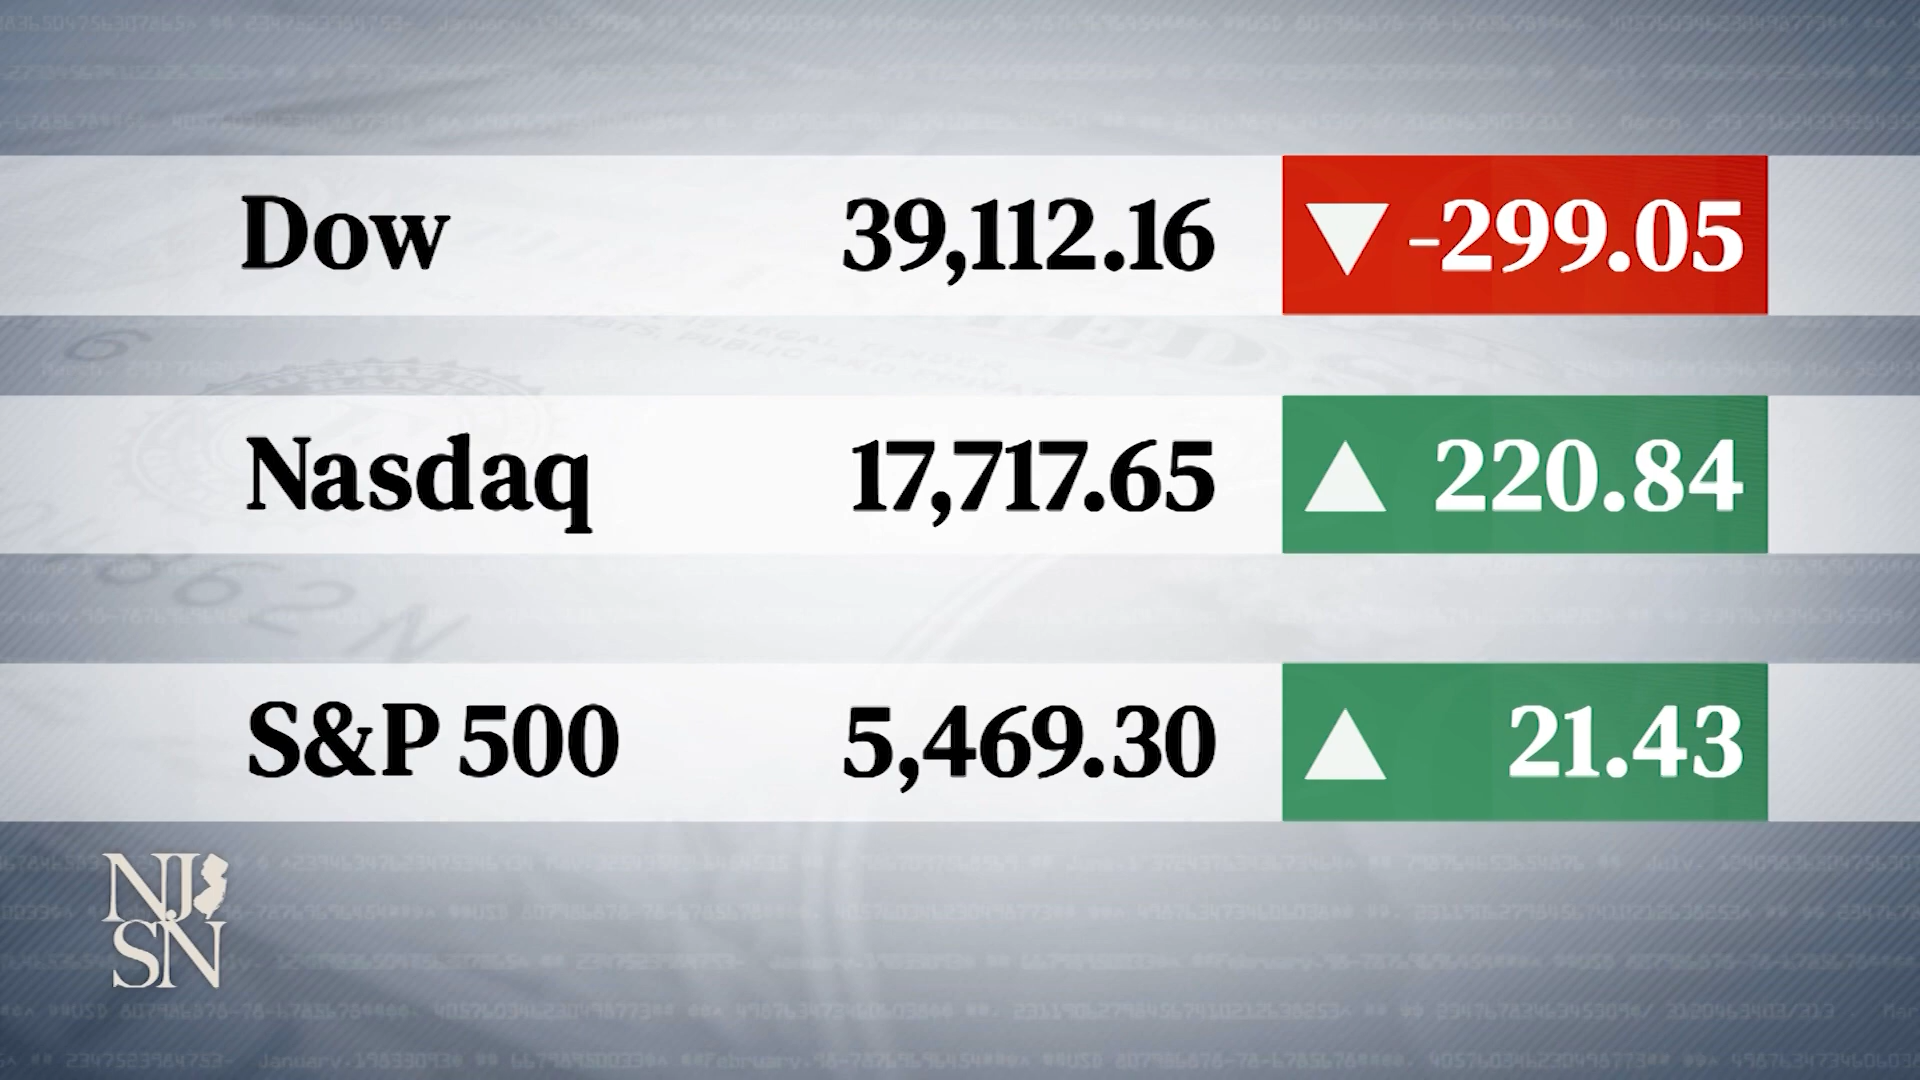 Dow 39,112.16 ▼ -299.05
Nasdaq 17,717.65 ▲ 220.84
S&P 500 5,469.30 ▲ 21.43
NJ
SN